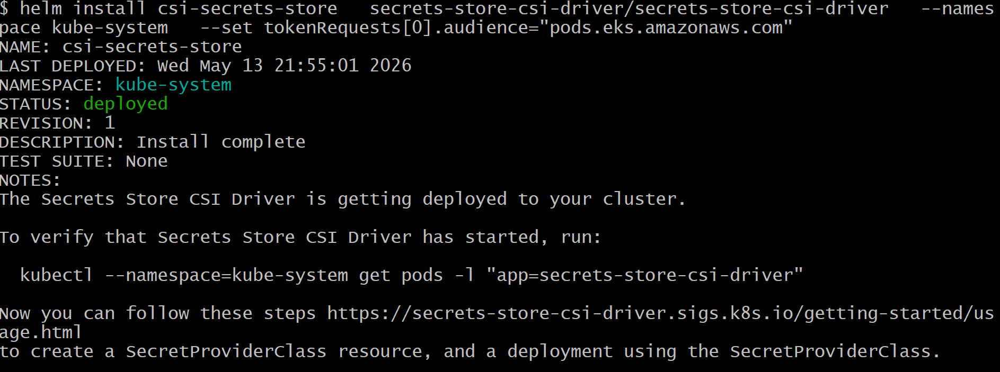 $ helm install csi-secrets-store   secrets-store-csi-driver/secrets-store-csi-driver   --names
pace kube-system   --set tokenRequests[0].audience="pods.eks.amazonaws.com"
NAME: csi-secrets-store
LAST DEPLOYED: Wed May 13 21:55:01 2026
NAMESPACE: kube-system
STATUS: deployed
REVISION: 1
DESCRIPTION: Install complete
TEST SUITE: None
NOTES:
The Secrets Store CSI Driver is getting deployed to your cluster.

To verify that Secrets Store CSI Driver has started, run:

  kubectl --namespace=kube-system get pods -l "app=secrets-store-csi-driver"

Now you can follow these steps https://secrets-store-csi-driver.sigs.k8s.io/getting-started/us
age.html
to create a SecretProviderClass resource, and a deployment using the SecretProviderClass.